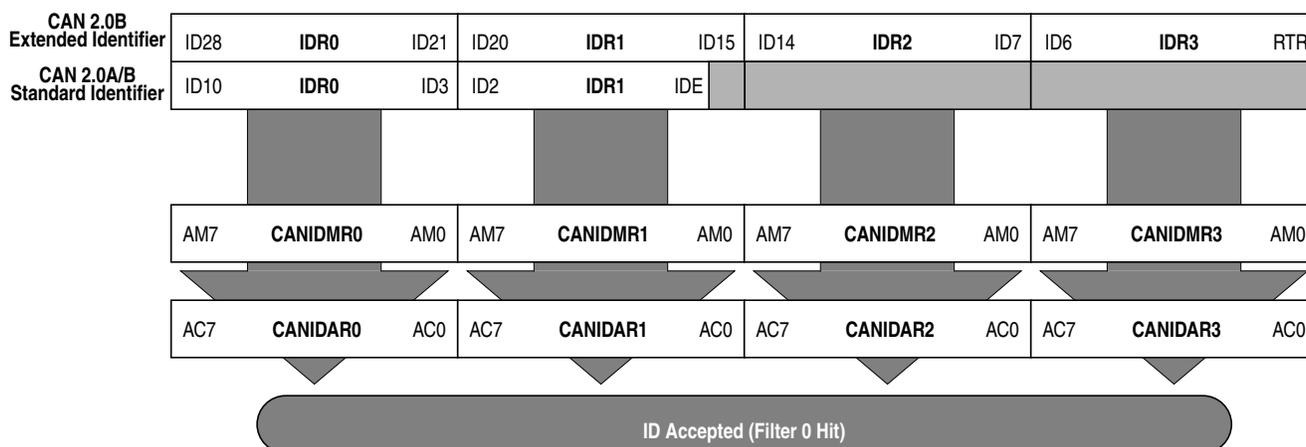 CAN 2.0B
Extended Identifier
ID28 IDR0 ID21 ID20 IDR1 ID15 ID14 IDR2 ID7 ID6 IDR3 RTR
CAN 2.0A/B
Standard Identifier
ID10 IDR0 ID3 ID2 IDR1 IDE
AM7 CANIDMR0 AM0 AM7 CANIDMR1 AM0 AM7 CANIDMR2 AM0 AM7 CANIDMR3 AM0
AC7 CANIDAR0 AC0 AC7 CANIDAR1 AC0 AC7 CANIDAR2 AC0 AC7 CANIDAR3 AC0
ID Accepted (Filter 0 Hit)